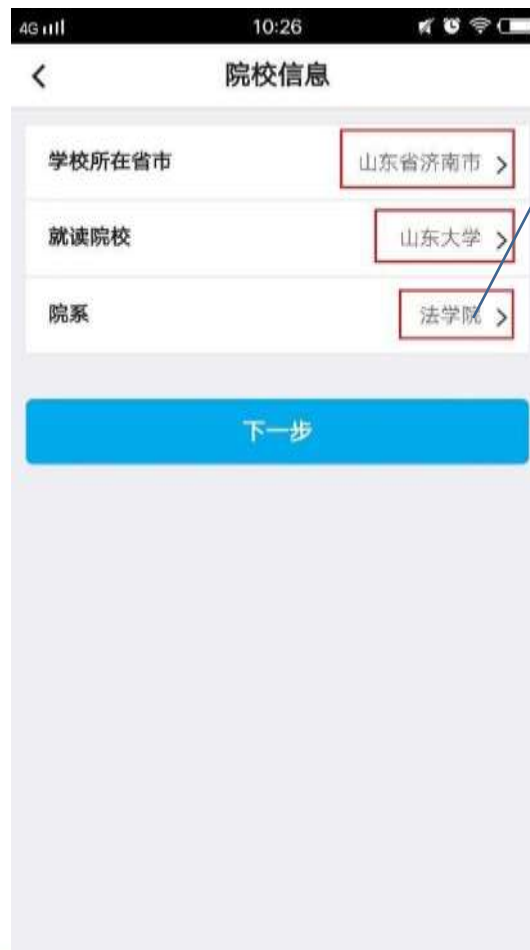 4G 10:26
院校信息
学校所在省市 山东省济南市
就读院校 山东大学
院系 法学院
下一步